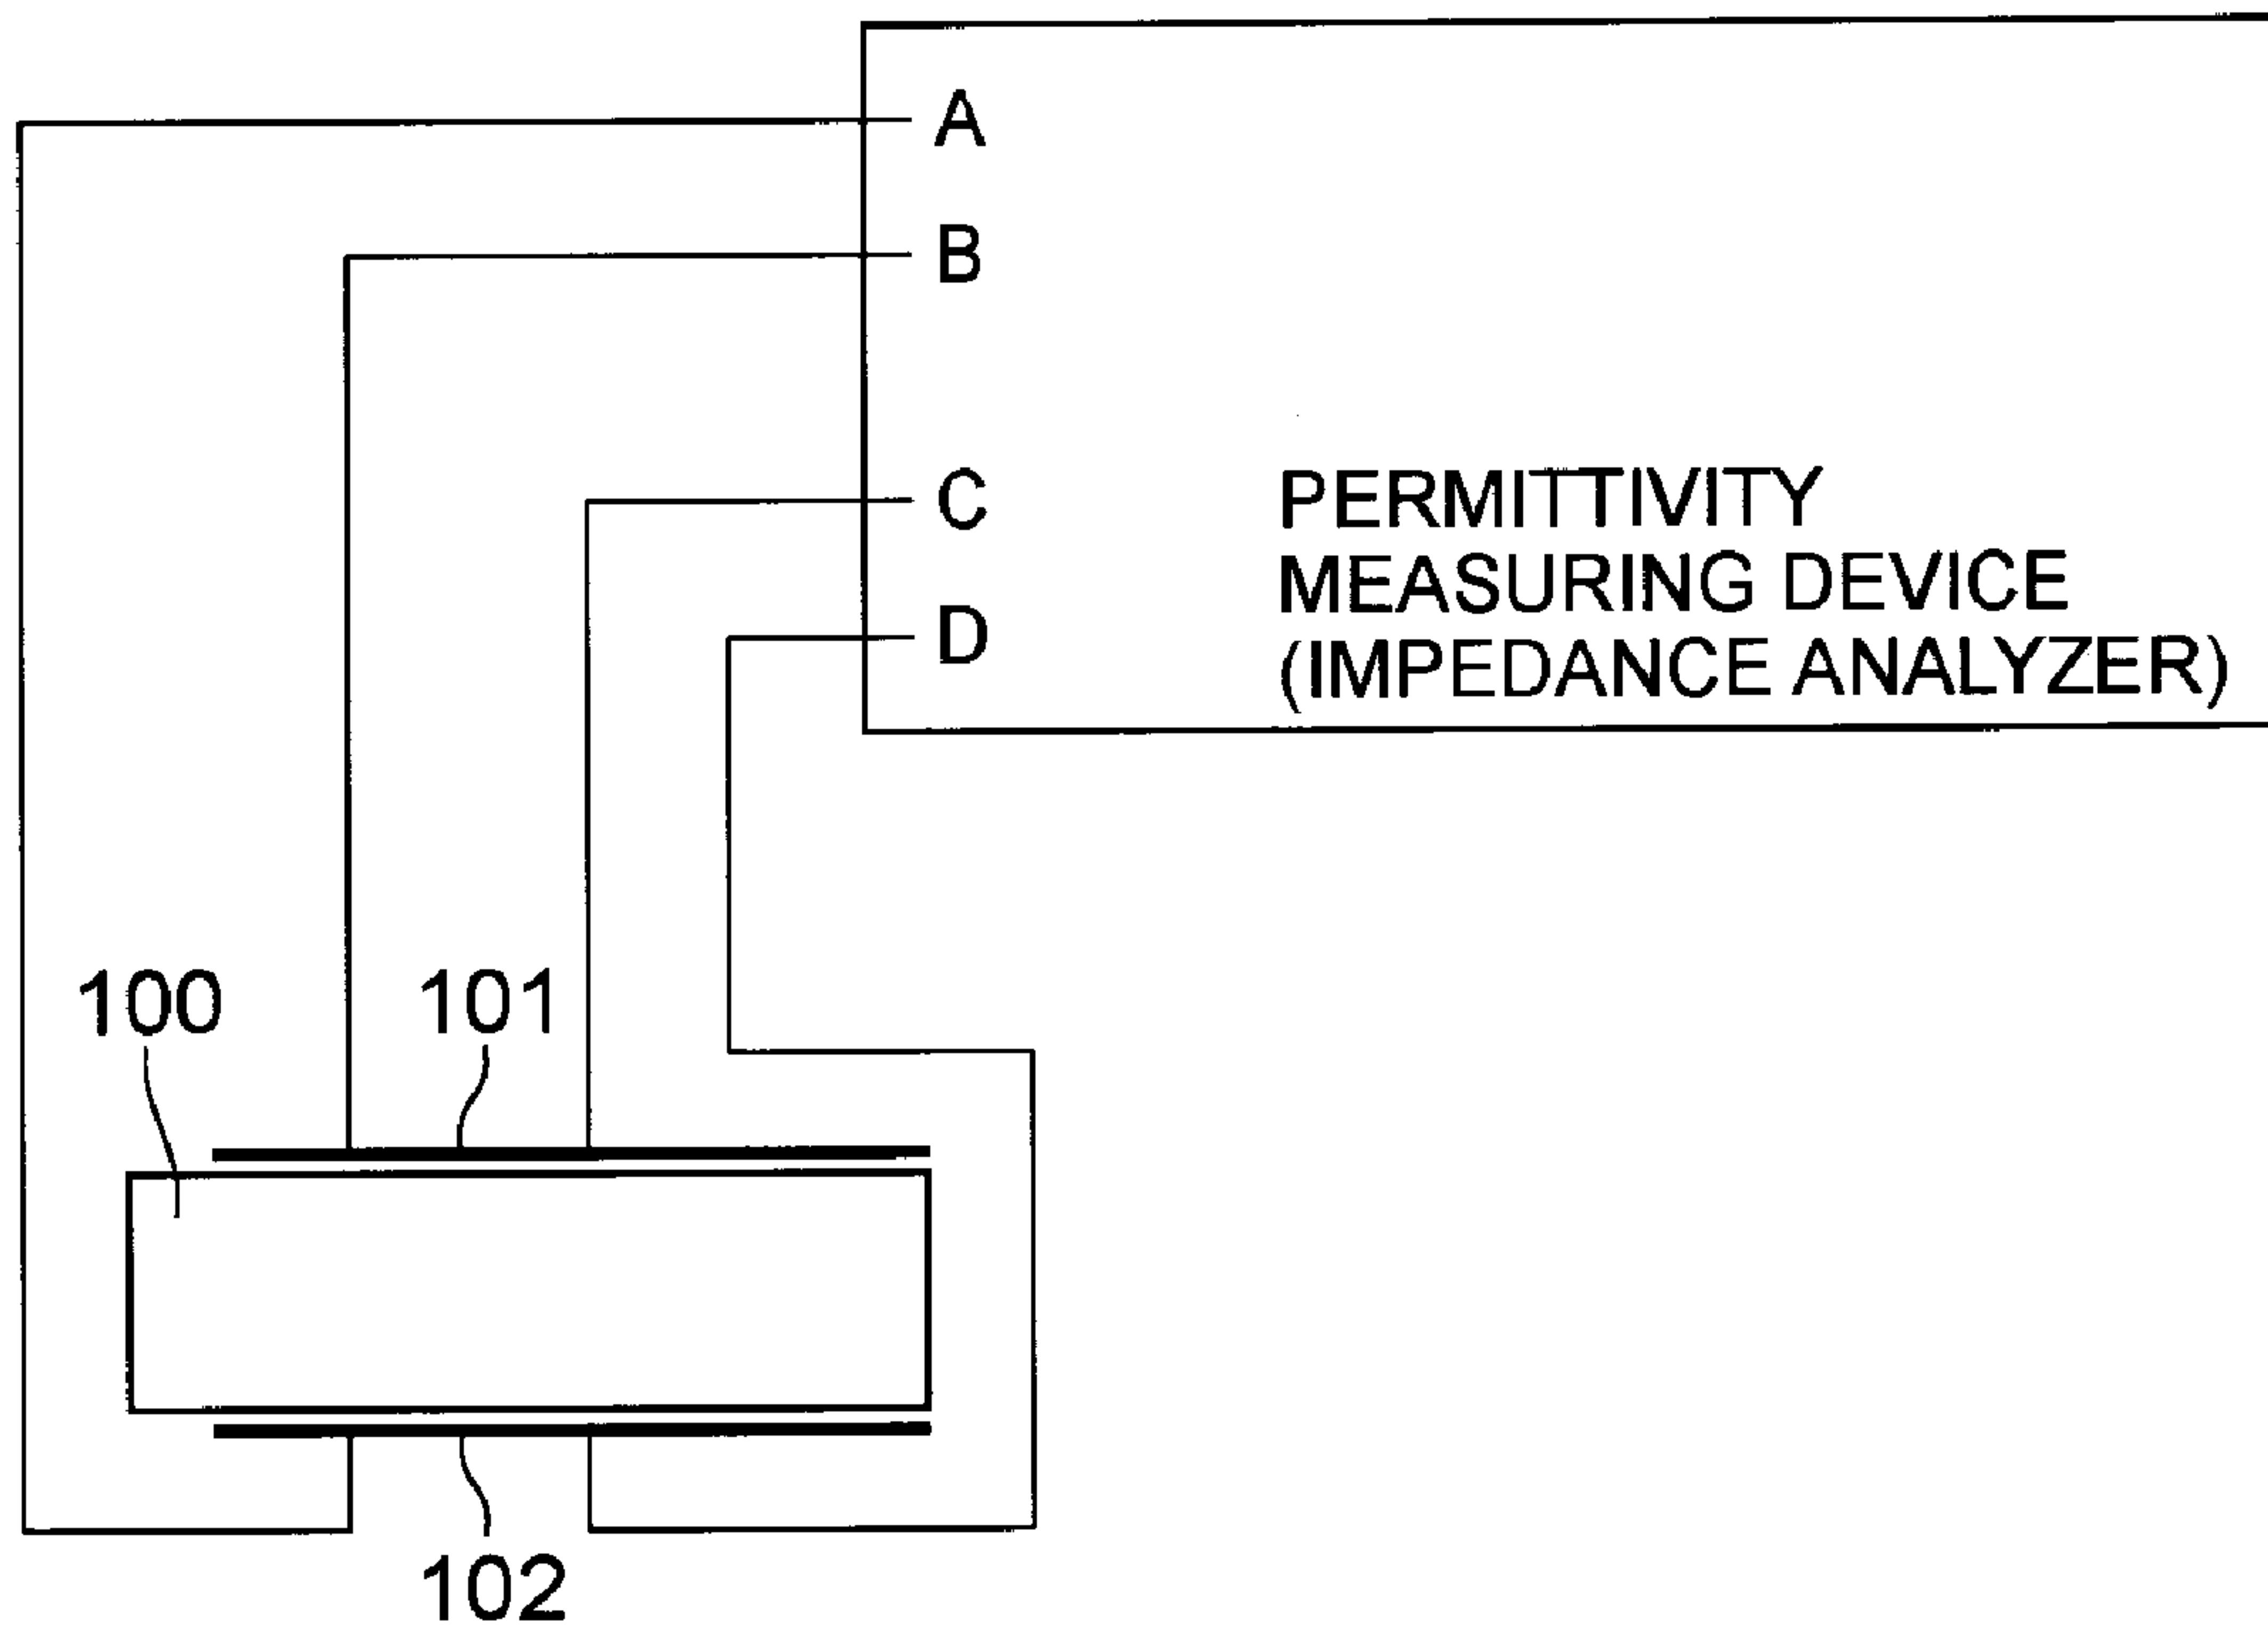 A
B
C
D
PERMITTIVITY
MEASURING DEVICE
(IMPEDANCE ANALYZER)
100
101
102